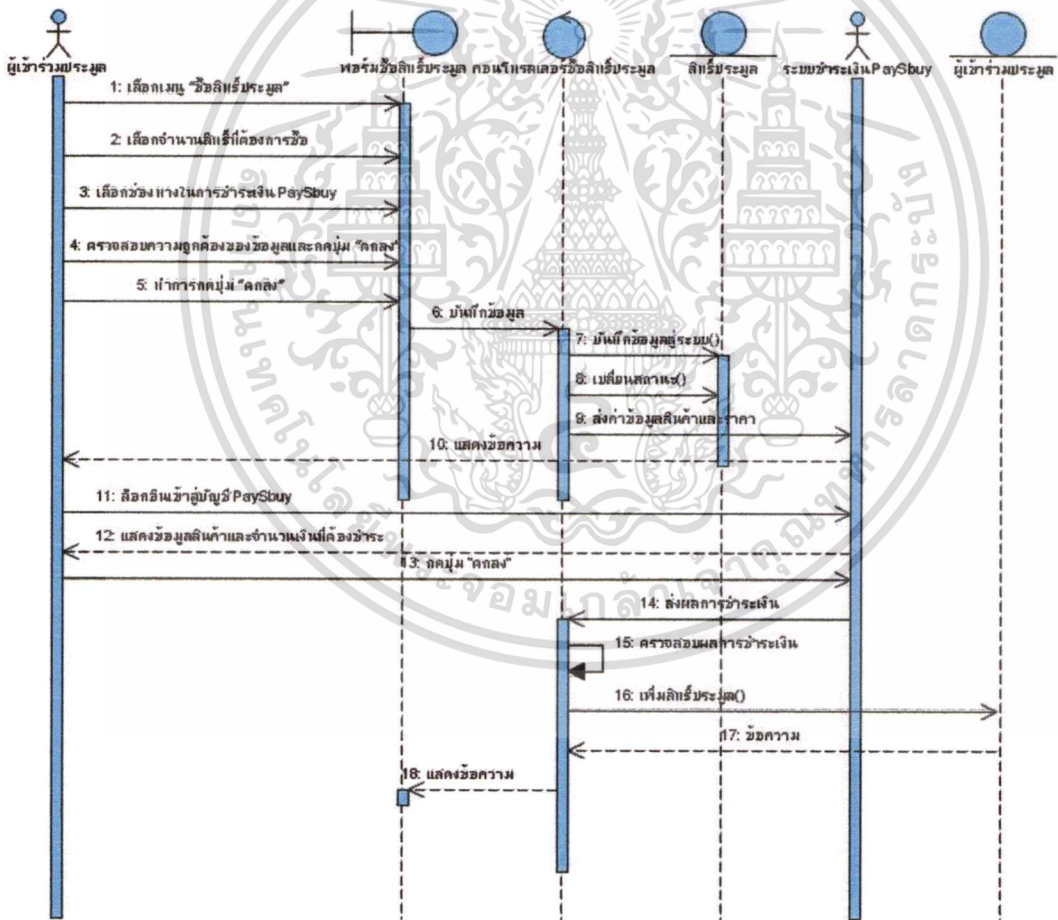 ผู้เข้าร่วมประมูล
ฟอร์มซื้อสิทธิ์ประมูล
คอนโทรลเลอร์ซื้อสิทธิ์ประมูล
สิทธิ์ประมูล
ระบบชำระเงิน PaySbuy
ผู้เข้าร่วมประมูล
1: เลือกเมนู "ซื้อสิทธิ์ประมูล"
2: เลือกจำนวนสิทธิ์ที่ต้องการซื้อ
3: เลือกช่องทางในการชำระเงิน PaySbuy
4: ตรวจสอบความถูกต้องของข้อมูลและกดปุ่ม "ตกลง"
5: ทำการกดปุ่ม "ตกลง"
6: บันทึกข้อมูล
7: บันทึกข้อมูลสู่ระบบ()
8: เปลี่ยนสถานะ()
9: ส่งค่าข้อมูลสินค้าและราคา
10: แสดงข้อความ
11: ล็อกอินเข้าสู่บัญชี PaySbuy
12: แสดงข้อมูลสินค้าและจำนวนเงินที่ต้องชำระ
13: กดปุ่ม "ตกลง"
14: ส่งผลการชำระเงิน
15: ตรวจสอบผลการชำระเงิน
16: เพิ่มสิทธิ์ประมูล()
17: ข้อความ
18: แสดงข้อความ